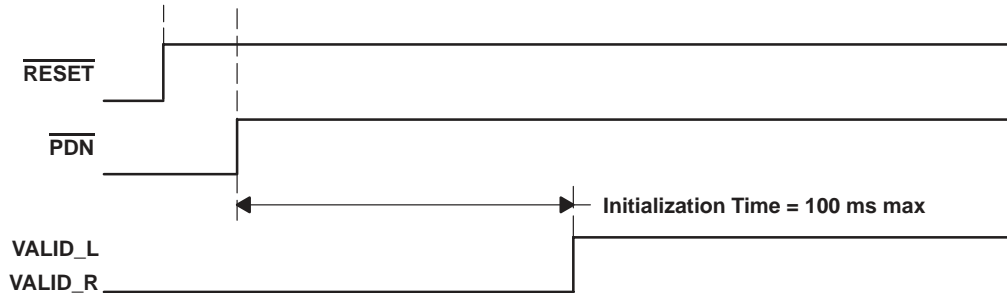 RESET
PDN
Initialization Time = 100 ms max
VALID_L
VALID_R